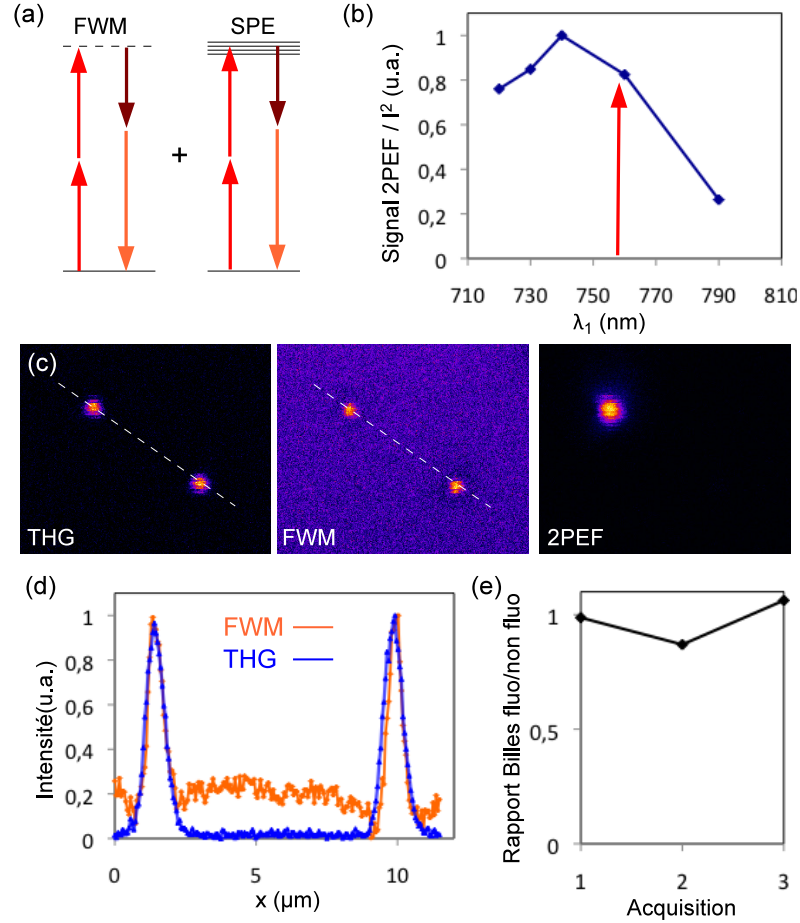 (a)
FWM
SPE
+
(b)
Signal 2PEF / I² (u.a.)
1
0,8
0,6
0,4
0,2
0
710 730 750 770 790 810
λ₁ (nm)
(c)
THG
FWM
2PEF
(d)
Intensité(u.a.)
1
0,8
0,6
0,4
0,2
0
FWM
THG
0 5 10
x (μm)
(e)
Rapport Billes fluo/non fluo
1
0,5
0
1 2 3
Acquisition